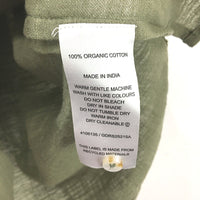 100% ORGANIC COTTON
MADE IN INDIA
WARM GENTLE MACHINE
WASH WITH LIKE COLOURS
DO NOT BLEACH
DRY IN SHADE
DO NOT TUMBLE DRY
WARM IRON
DRY CLEANABLE
THIS LABEL IS MADE FROM
RECYCLED MATERIALS